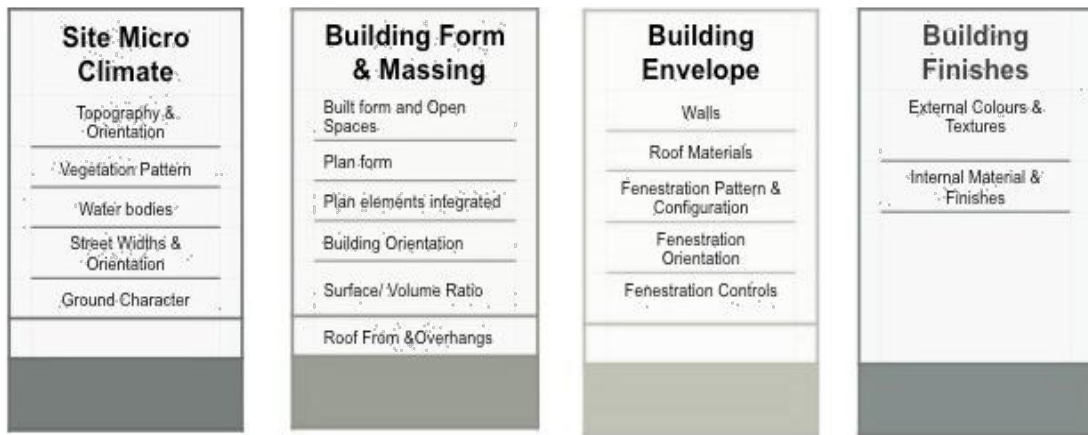 Site Micro
Climate
Topography &
Orientation
Vegetation Pattern
Water bodies
Street Widths &
Orientation
Ground Character
Building Form
& Massing
Built form and Open
Spaces
Plan form
Plan elements integrated
Building Orientation
Surface/ Volume Ratio
Roof From &Overhangs
Building
Envelope
Walls
Roof Materials
Fenestration Pattern &
Configuration
Fenestration
Orientation
Fenestration Controls
Building
Finishes
External Colours &
Textures
Internal Material &
Finishes